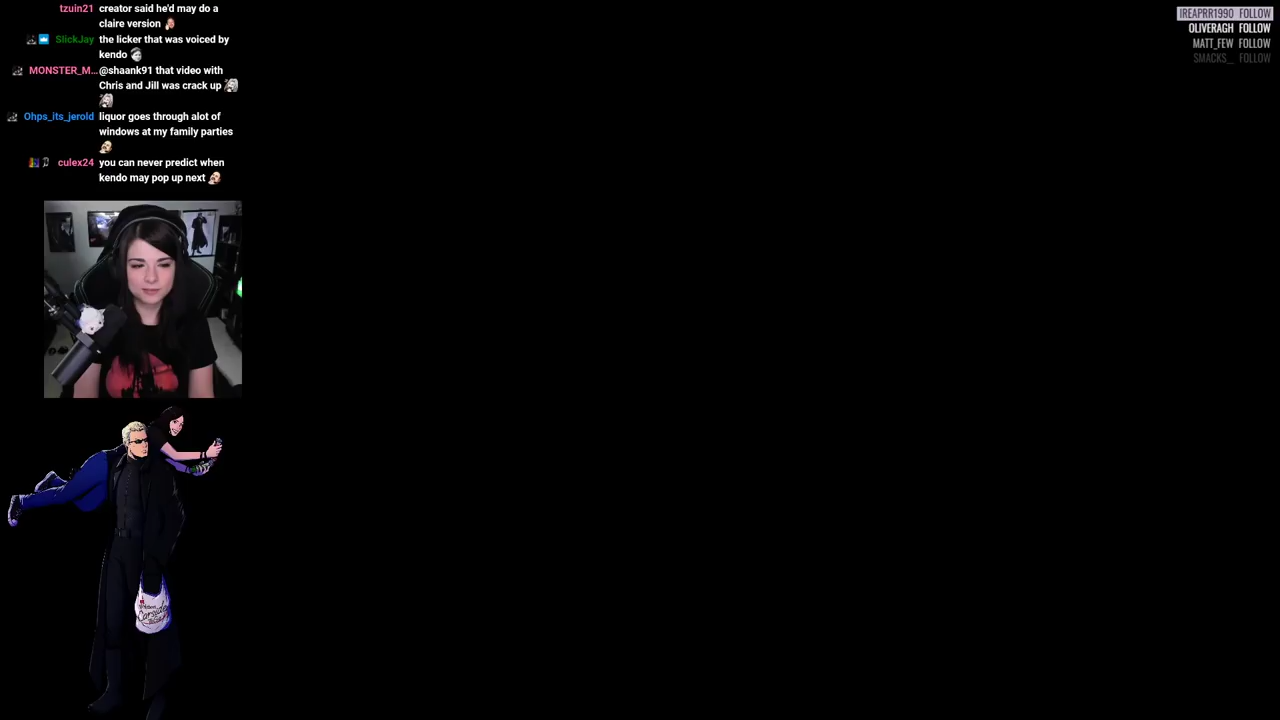 tzuin21 creator said he'd may do a
claire version
SlickJay the licker that was voiced by
kendo
MONSTER_M... @shaank91 that video with
Chris and Jill was crack up
Ohps_its_jerold liquor goes through alot of
windows at my family parties
culex24 you can never predict when
kendo may pop up next
IREAPRR1990 FOLLOW
OLIVERAGH FOLLOW
MATT_FEW FOLLOW
SMACKS__ FOLLOW